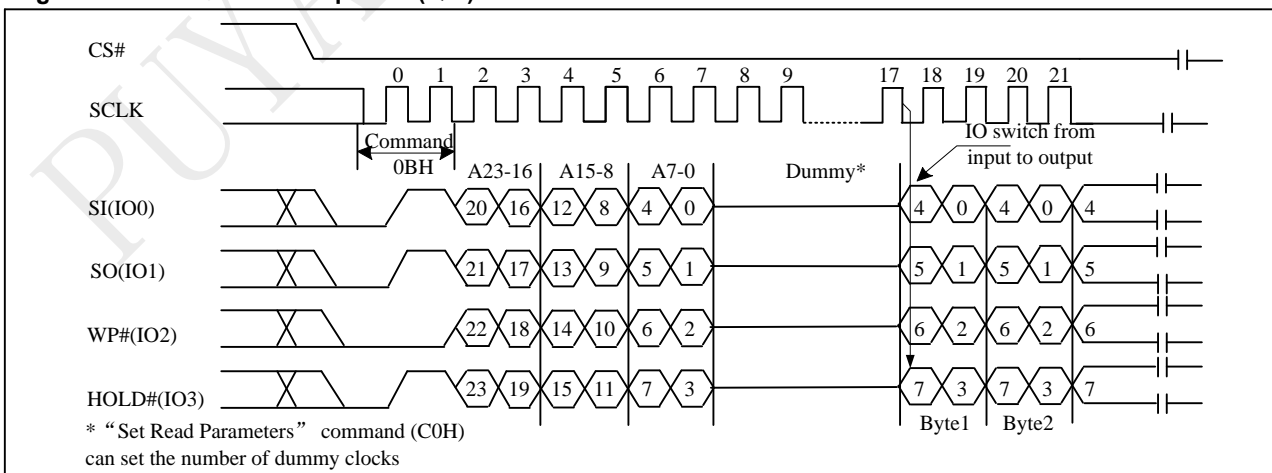 CS#
0 1 2 3 4 5 6 7 8 9 17 18 19 20 21
SCLK
Command
0BH
IO switch from
input to output
A23-16 A15-8 A7-0 Dummy*
SI(IO0) 20 16 12 8 4 0 4 0 4 0 4
SO(IO1) 21 17 13 9 5 1 5 1 5 1 5
WP#(IO2) 22 18 14 10 6 2 6 2 6 2 6
HOLD#(IO3) 23 19 15 11 7 3 7 3 7 3 7
Byte1 Byte2
* “Set Read Parameters” command (C0H)
can set the number of dummy clocks